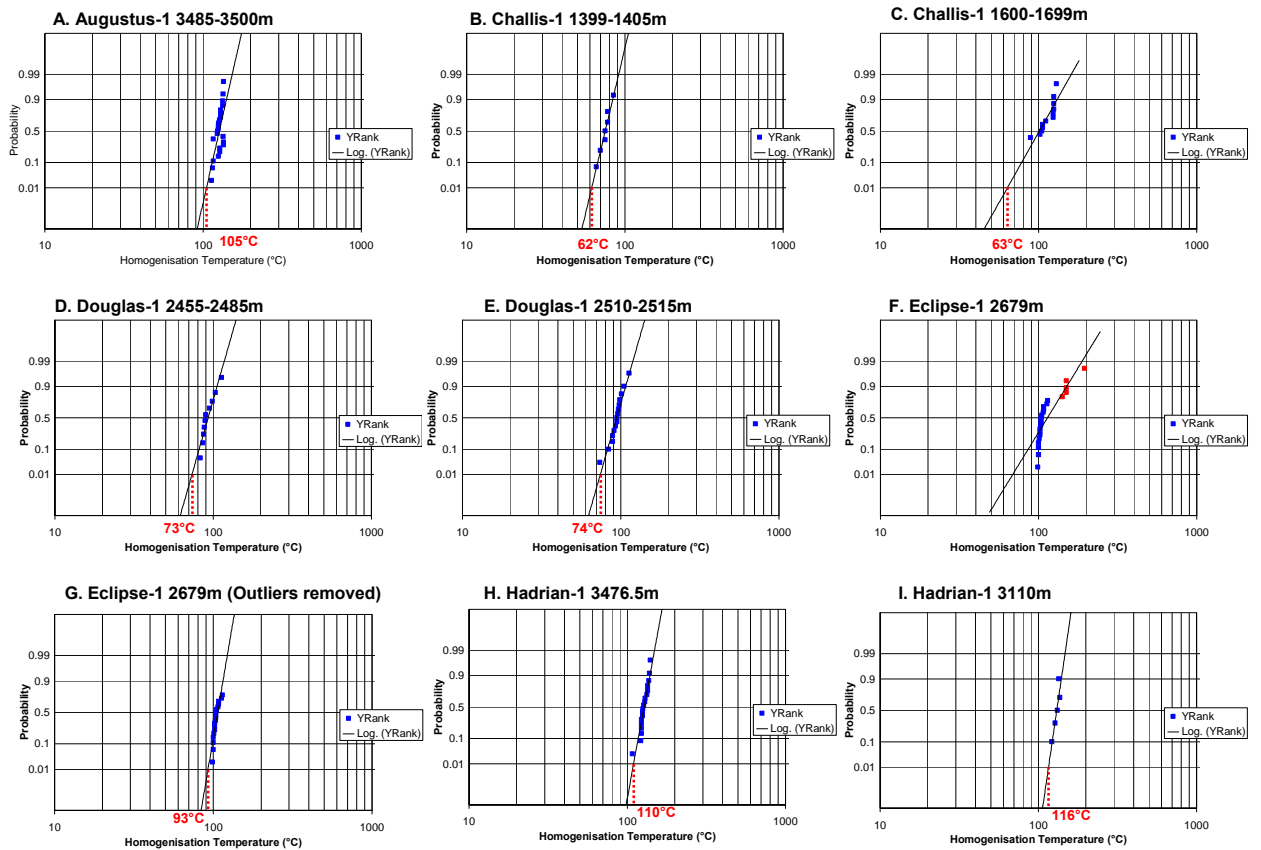 A. Augustus-1 3485-3500m
Probability
0.99
0.9
0.5
0.1
0.01
YRank
Log. (YRank)
105°C
10
100
1000
Homogenisation Temperature (°C)
B. Challis-1 1399-1405m
Probability
0.99
0.9
0.5
0.1
0.01
YRank
Log. (YRank)
62°C
10
100
1000
Homogenisation Temperature (°C)
C. Challis-1 1600-1699m
Probability
0.99
0.9
0.5
0.1
0.01
YRank
Log. (YRank)
63°C
10
100
1000
Homogenisation Temperature (°C)
D. Douglas-1 2455-2485m
Probability
0.99
0.9
0.5
0.1
0.01
YRank
Log. (YRank)
73°C
10
100
1000
Homogenisation Temperature (°C)
E. Douglas-1 2510-2515m
Probability
0.99
0.9
0.5
0.1
0.01
YRank
Log. (YRank)
74°C
10
100
1000
Homogenisation Temperature (°C)
F. Eclipse-1 2679m
Probability
0.99
0.9
0.5
0.1
0.01
YRank
Log. (YRank)
10
100
1000
Homogenisation Temperature (°C)
G. Eclipse-1 2679m (Outliers removed)
Probability
0.99
0.9
0.5
0.1
0.01
YRank
Log. (YRank)
93°C
10
100
1000
Homogenisation Temperature (°C)
H. Hadrian-1 3476.5m
Probability
0.99
0.9
0.5
0.1
0.01
YRank
Log. (YRank)
110°C
10
100
1000
Homogenisation Temperature (°C)
I. Hadrian-1 3110m
Probability
0.99
0.9
0.5
0.1
0.01
YRank
Log. (YRank)
116°C
10
100
1000
Homogenisation Temperature (°C)